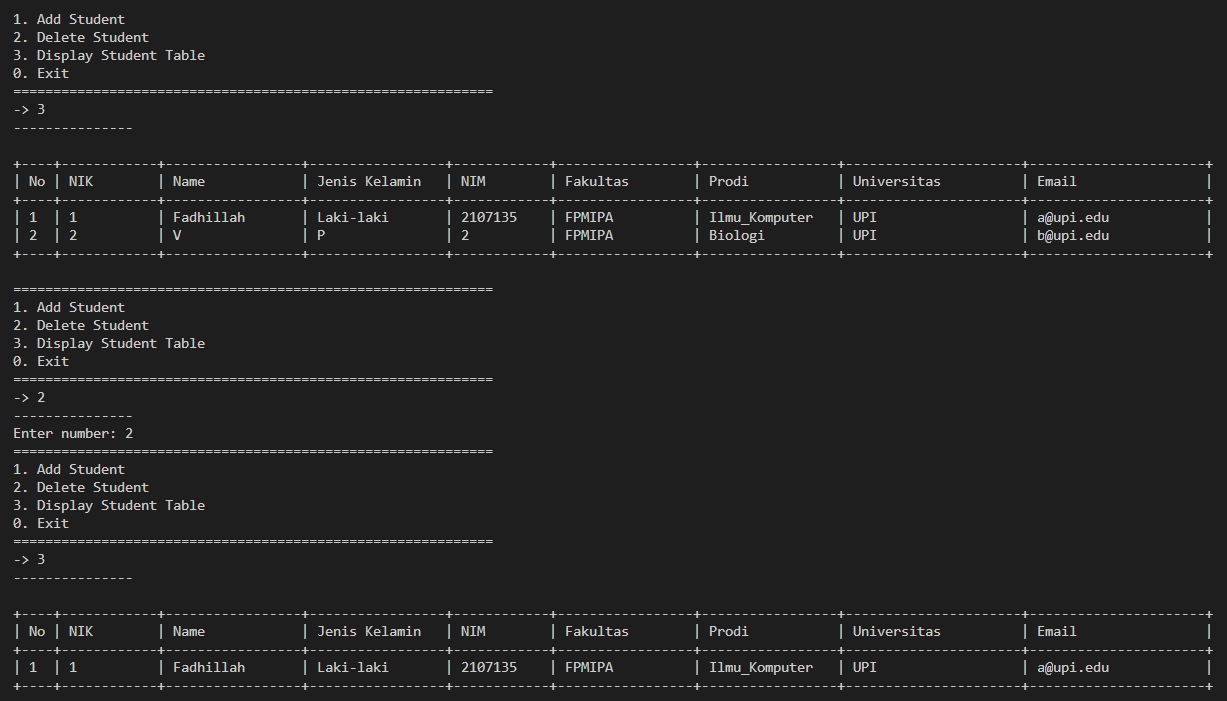 1. Add Student
2. Delete Student
3. Display Student Table
0. Exit
============================================================
-> 3
---------------
+----+------------+-----------------+-----------------+------------+-----------------+-----------------+----------------------+----------------------+
| No | NIK        | Name            | Jenis Kelamin   | NIM        | Fakultas        | Prodi           | Universitas          | Email                |
+----+------------+-----------------+-----------------+------------+-----------------+-----------------+----------------------+----------------------+
| 1  | 1          | Fadhillah       | Laki-laki       | 2107135    | FPMIPA          | Ilmu_Komputer   | UPI                  | a@upi.edu            |
| 2  | 2          | V               | P               | 2          | FPMIPA          | Biologi         | UPI                  | b@upi.edu            |
+----+------------+-----------------+-----------------+------------+-----------------+-----------------+----------------------+----------------------+
============================================================
1. Add Student
2. Delete Student
3. Display Student Table
0. Exit
============================================================
-> 2
---------------
Enter number: 2
============================================================
1. Add Student
2. Delete Student
3. Display Student Table
0. Exit
============================================================
-> 3
---------------
+----+------------+-----------------+-----------------+------------+-----------------+-----------------+----------------------+----------------------+
| No | NIK        | Name            | Jenis Kelamin   | NIM        | Fakultas        | Prodi           | Universitas          | Email                |
+----+------------+-----------------+-----------------+------------+-----------------+-----------------+----------------------+----------------------+
| 1  | 1          | Fadhillah       | Laki-laki       | 2107135    | FPMIPA          | Ilmu_Komputer   | UPI                  | a@upi.edu            |
+----+------------+-----------------+-----------------+------------+-----------------+-----------------+----------------------+----------------------+